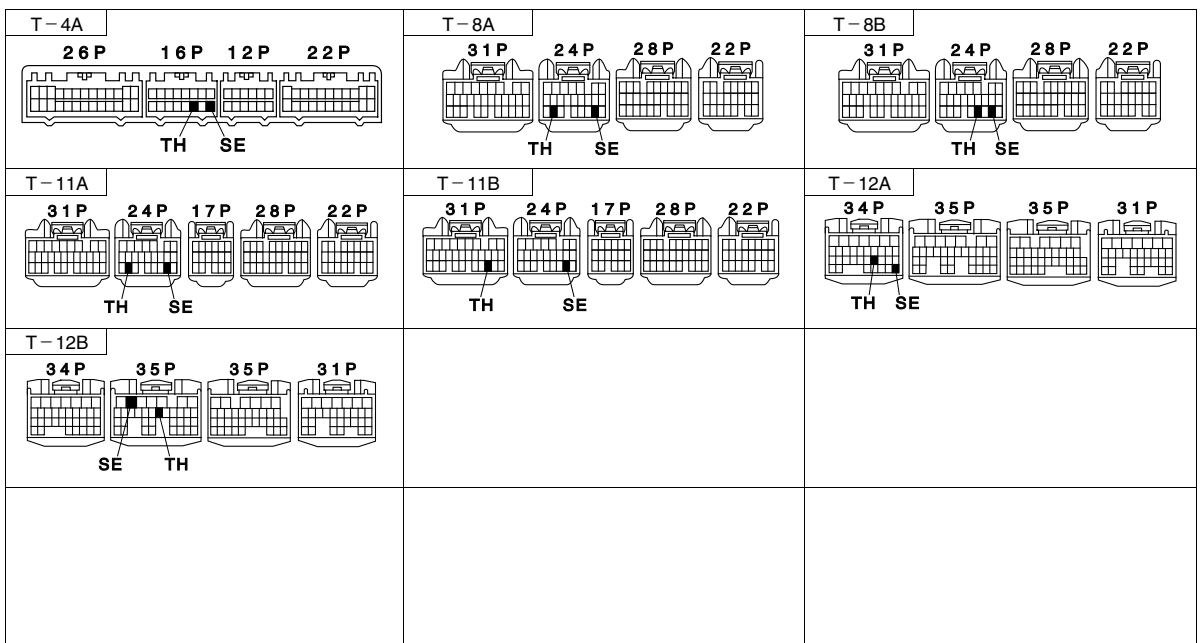 T－4A
26P 16P 12P 22P
TH SE
T－8A
31P 24P 28P 22P
TH SE
T－8B
31P 24P 28P 22P
TH SE
T－11A
31P 24P 17P 28P 22P
TH SE
T－11B
31P 24P 17P 28P 22P
TH SE
T－12A
34P 35P 35P 31P
TH SE
T－12B
34P 35P 35P 31P
SE TH